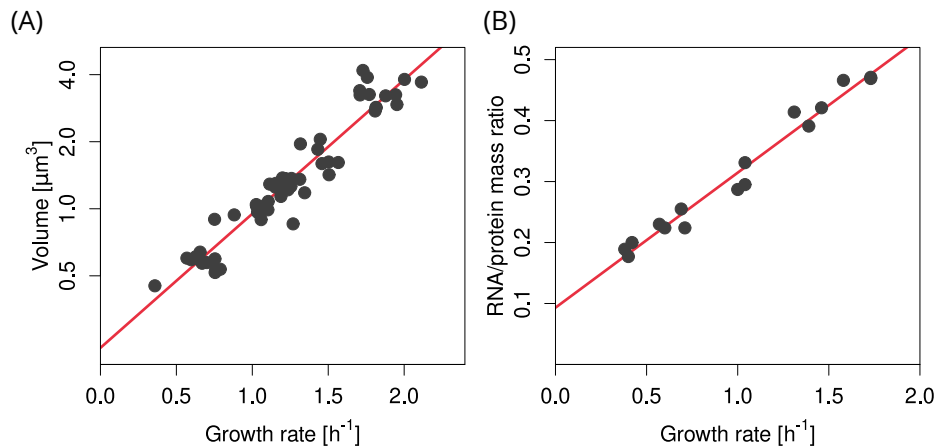 (A)
Volume [μm³]
4.0
2.0
1.0
0.5
0.0 0.5 1.0 1.5 2.0
Growth rate [h⁻¹]
(B)
RNA/protein mass ratio
0.5
0.4
0.3
0.2
0.1
0.0 0.5 1.0 1.5 2.0
Growth rate [h⁻¹]